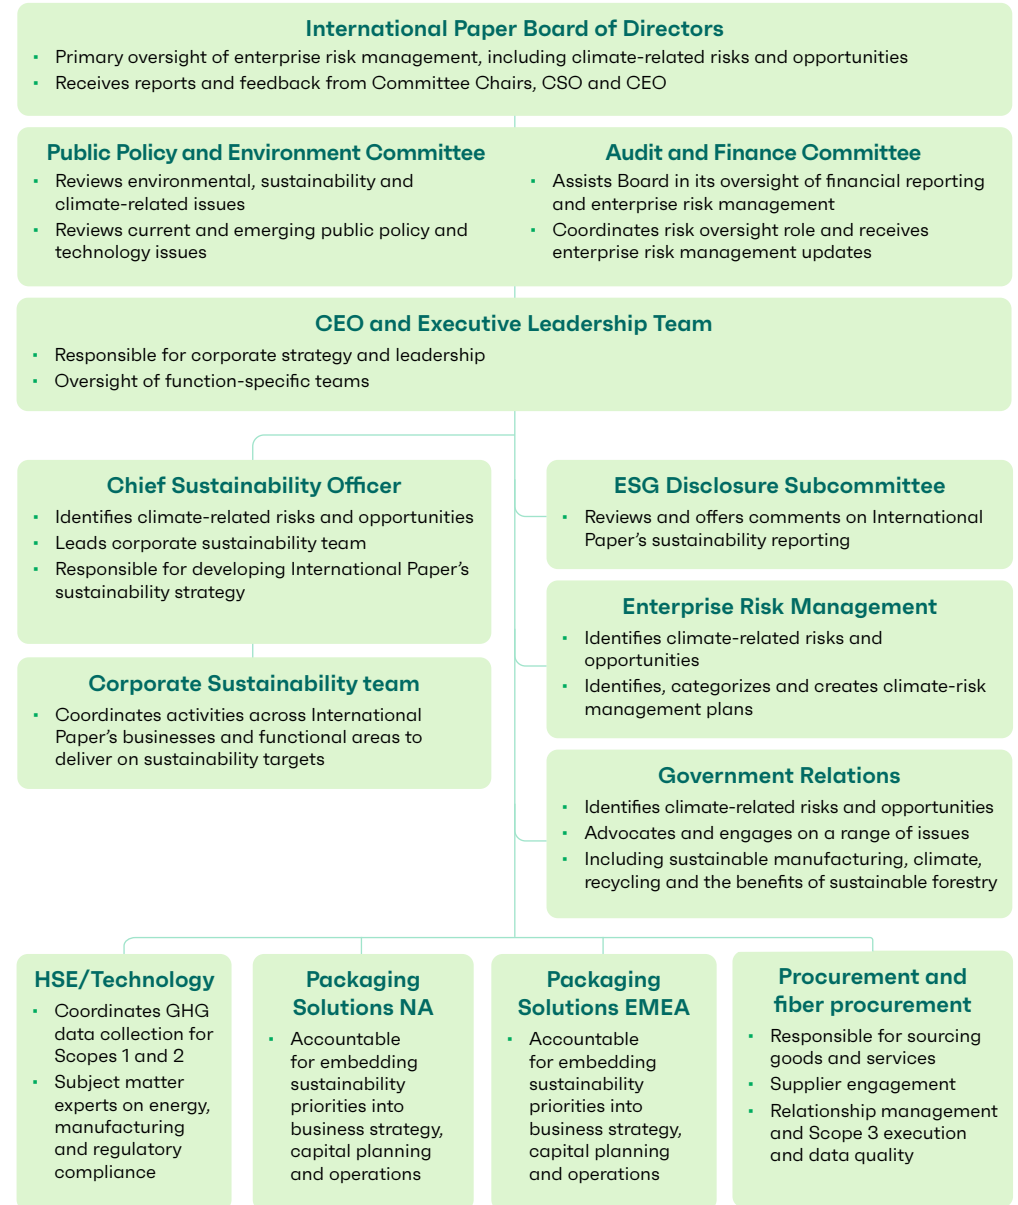 International Paper Board of Directors
▪ Primary oversight of enterprise risk management, including climate-related risks and opportunities
▪ Receives reports and feedback from Committee Chairs, CSO and CEO
Public Policy and Environment Committee
▪ Reviews environmental, sustainability and
climate-related issues
▪ Reviews current and emerging public policy and
technology issues
Audit and Finance Committee
▪ Assists Board in its oversight of financial reporting
and enterprise risk management
▪ Coordinates risk oversight role and receives
enterprise risk management updates
CEO and Executive Leadership Team
▪ Responsible for corporate strategy and leadership
▪ Oversight of function-specific teams
Chief Sustainability Officer
▪ Identifies climate-related risks and opportunities
▪ Leads corporate sustainability team
▪ Responsible for developing International Paper’s
sustainability strategy
Corporate Sustainability team
▪ Coordinates activities across International
Paper’s businesses and functional areas to
deliver on sustainability targets
ESG Disclosure Subcommittee
▪ Reviews and offers comments on International
Paper’s sustainability reporting
Enterprise Risk Management
▪ Identifies climate-related risks and
opportunities
▪ Identifies, categorizes and creates climate-risk
management plans
Government Relations
▪ Identifies climate-related risks and opportunities
▪ Advocates and engages on a range of issues
▪ Including sustainable manufacturing, climate,
recycling and the benefits of sustainable forestry
HSE/Technology
▪ Coordinates GHG
data collection for
Scopes 1 and 2
▪ Subject matter
experts on energy,
manufacturing
and regulatory
compliance
Packaging
Solutions NA
▪ Accountable
for embedding
sustainability
priorities into
business strategy,
capital planning
and operations
Packaging
Solutions EMEA
▪ Accountable
for embedding
sustainability
priorities into
business strategy,
capital planning
and operations
Procurement and
fiber procurement
▪ Responsible for sourcing
goods and services
▪ Supplier engagement
▪ Relationship management
and Scope 3 execution
and data quality